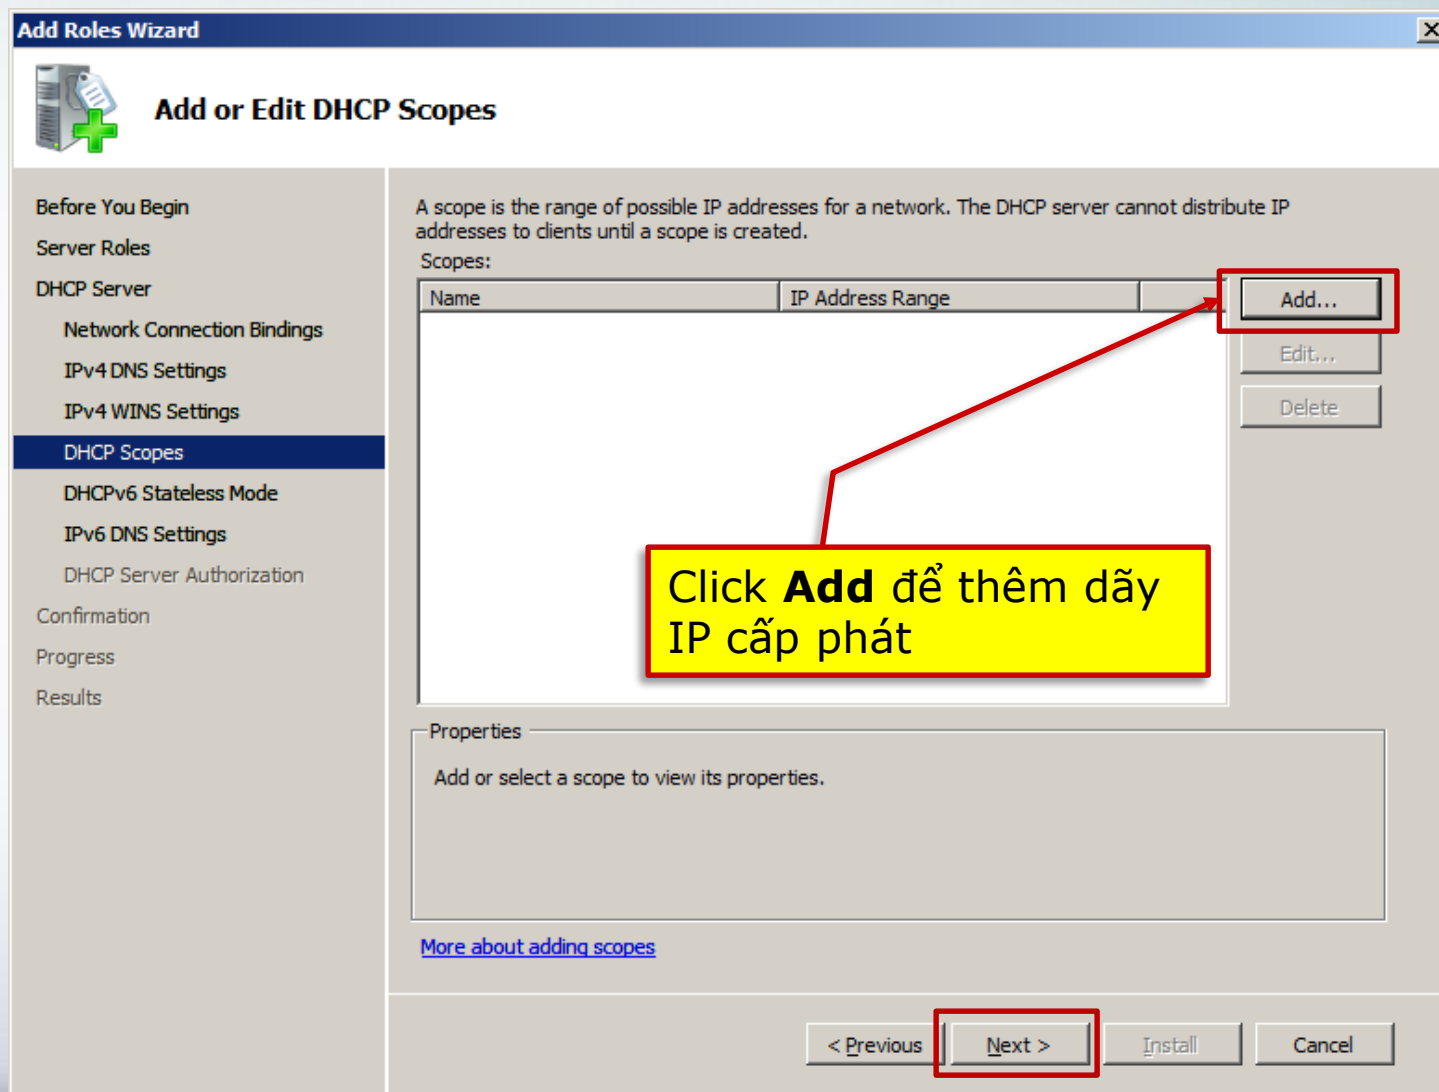 Add Roles Wizard
Add or Edit DHCP Scopes
Before You Begin
Server Roles
DHCP Server
Network Connection Bindings
IPv4 DNS Settings
IPv4 WINS Settings
DHCP Scopes
DHCPv6 Stateless Mode
IPv6 DNS Settings
DHCP Server Authorization
Confirmation
Progress
Results
A scope is the range of possible IP addresses for a network. The DHCP server cannot distribute IP
addresses to clients until a scope is created.
Scopes:
Name IP Address Range
Add...
Edit...
Delete
Click Add để thêm dãy
IP cấp phát
Properties
Add or select a scope to view its properties.
More about adding scopes
< Previous Next > Install Cancel